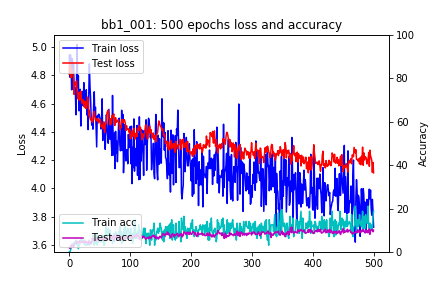 bb1_001: 500 epochs loss and accuracy
Train loss
Test loss
Train acc
Test acc
Loss
5.0
4.8
4.6
4.4
4.2
4.0
3.8
3.6
Accuracy
100
80
60
40
20
0
0 100 200 300 400 500